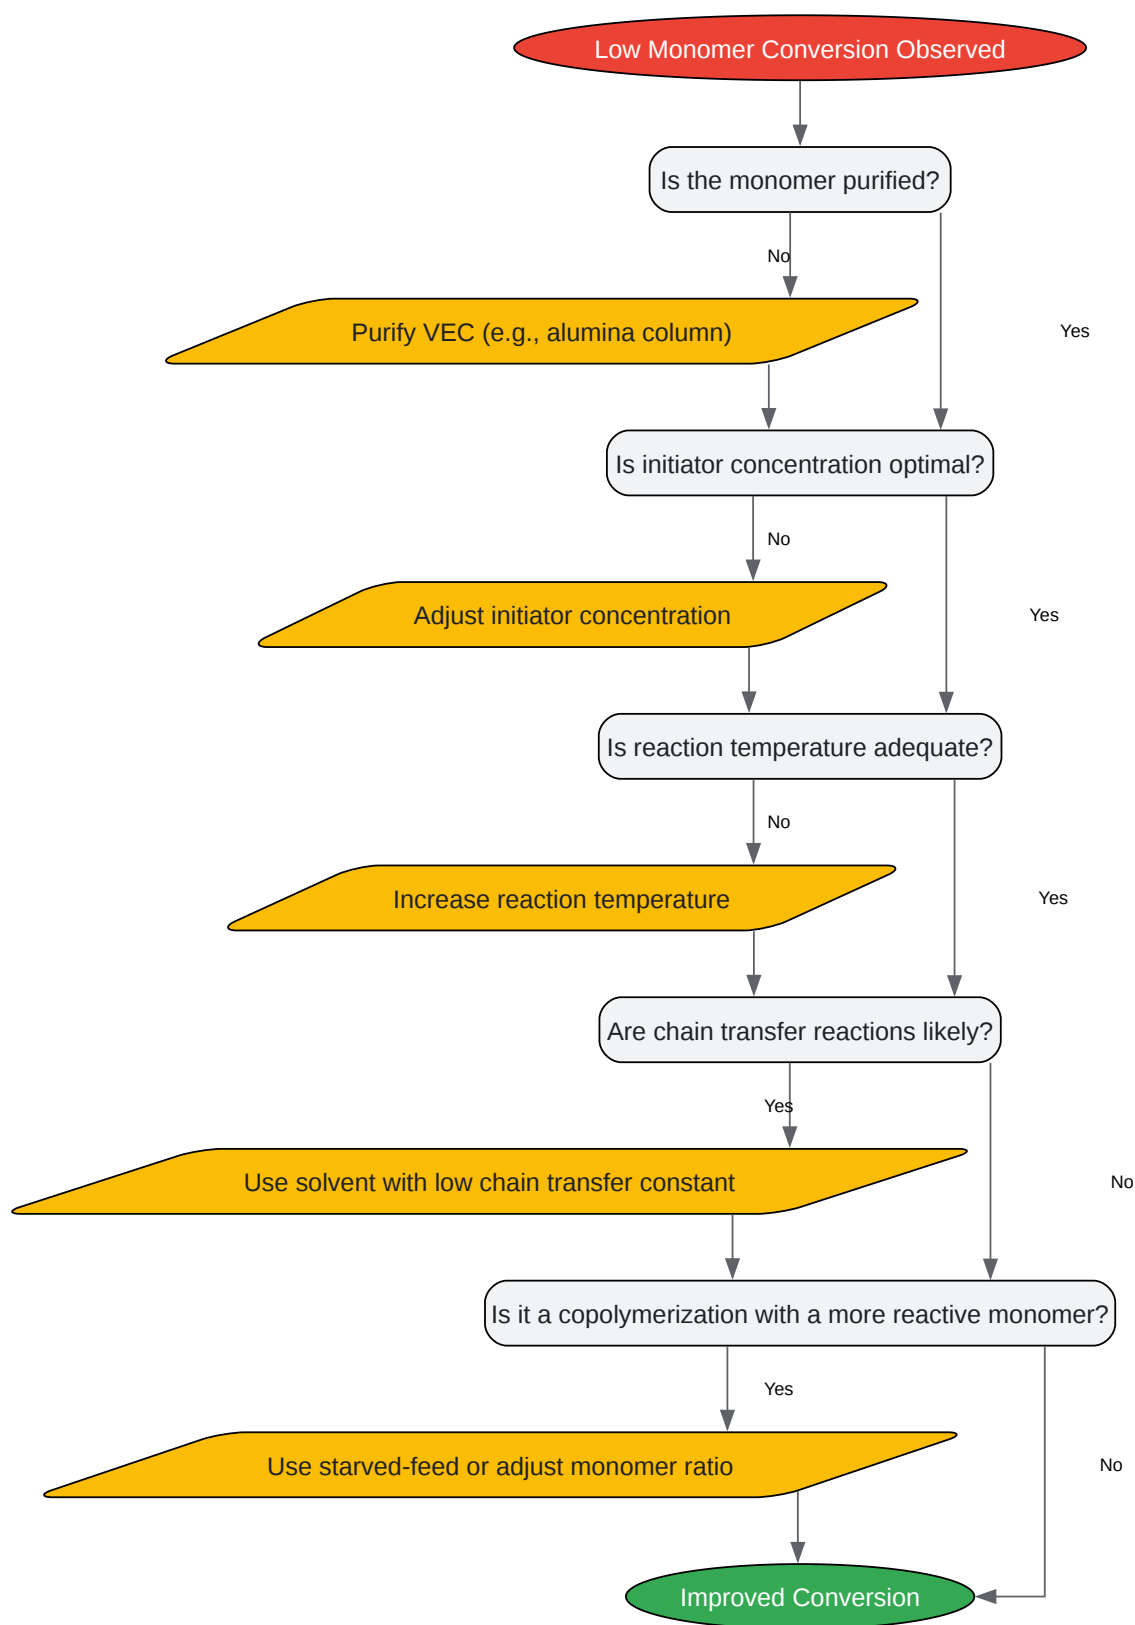 Low Monomer Conversion Observed
Is the monomer purified?
No
Purify VEC (e.g., alumina column)
Yes
Is initiator concentration optimal?
No
Adjust initiator concentration
Yes
Is reaction temperature adequate?
No
Increase reaction temperature
Yes
Are chain transfer reactions likely?
Yes
Use solvent with low chain transfer constant
No
Is it a copolymerization with a more reactive monomer?
Yes
Use starved-feed or adjust monomer ratio
No
Improved Conversion